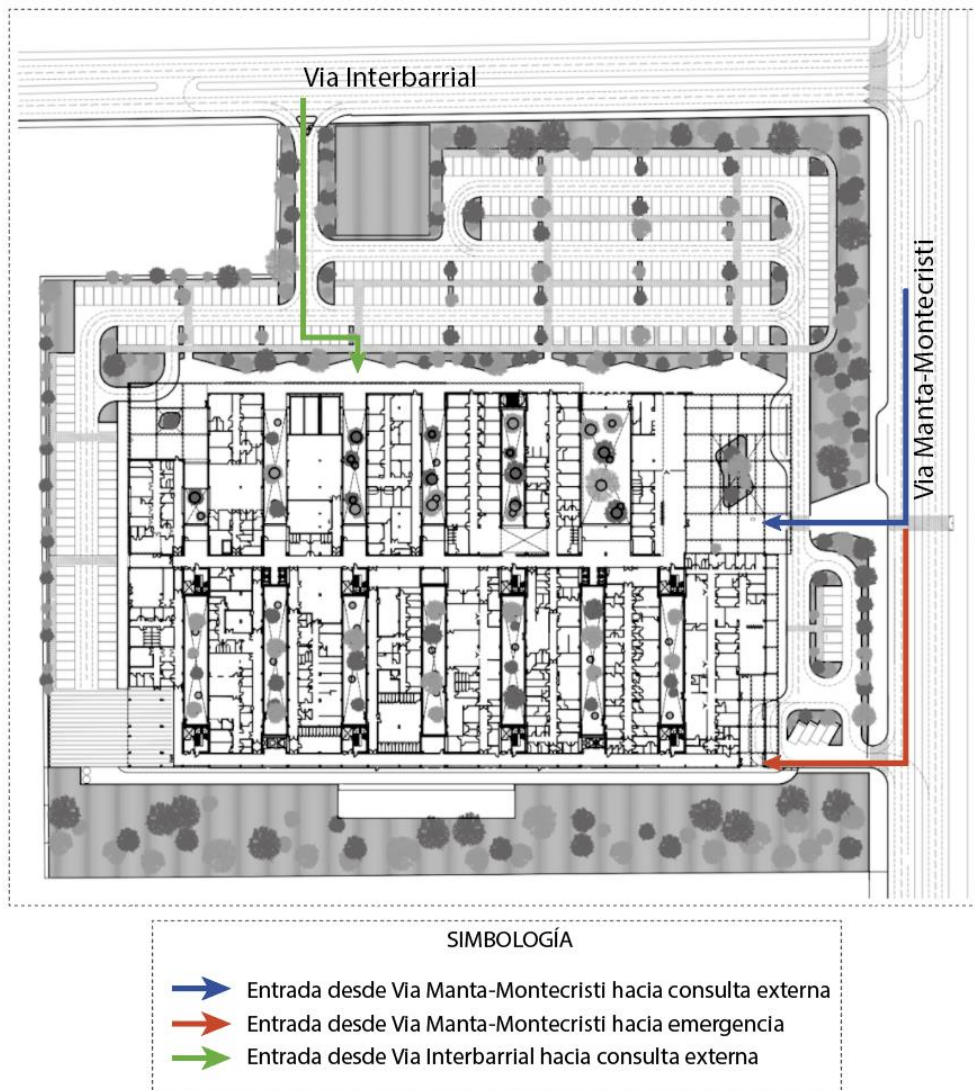 Via Interbarrial
Via Manta-Montecristi
SIMBOLOGÍA
Entrada desde Via Manta-Montecristi hacia consulta externa
Entrada desde Via Manta-Montecristi hacia emergencia
Entrada desde Via Interbarrial hacia consulta externa